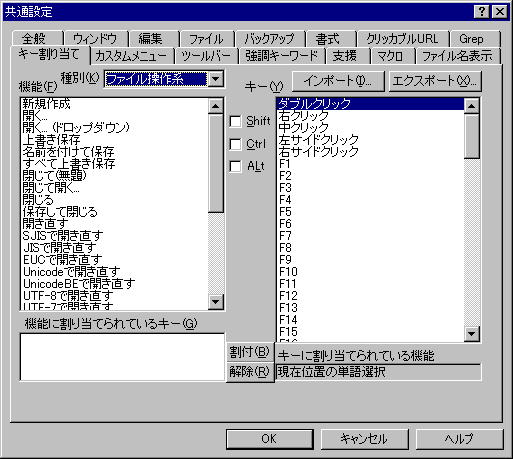 共通設定
全般 ウィンドウ 編集 ファイル バックアップ 書式 クリッカブルURL Grep
キー割り当て カスタムメニュー ツールバー 強調キーワード 支援 マクロ ファイル名表示
機能(F) 種別(K) ファイル操作系
新規作成
開く...
開く... (ドロップダウン)
上書き保存
名前を付けて保存
すべて上書き保存
閉じて(無題)
閉じて開く...
閉じる
保存して閉じる
開き直す
SJISで開き直す
JISで開き直す
EUCで開き直す
Unicodeで開き直す
UnicodeBEで開き直す
UTF-8で開き直す
UTF-7で開き直す
機能に割り当てられているキー(G)
Shift
Ctrl
ALt
キー(Y) インポート(I)... エクスポート(X)...
ダブルクリック
右クリック
中クリック
左サイドクリック
右サイドクリック
F1
F2
F3
F4
F5
F6
F7
F8
F9
F10
F11
F12
F13
F14
F15
F16
割付(B)
解除(R)
キーに割り当てられている機能
現在位置の単語選択
OK キャンセル ヘルプ